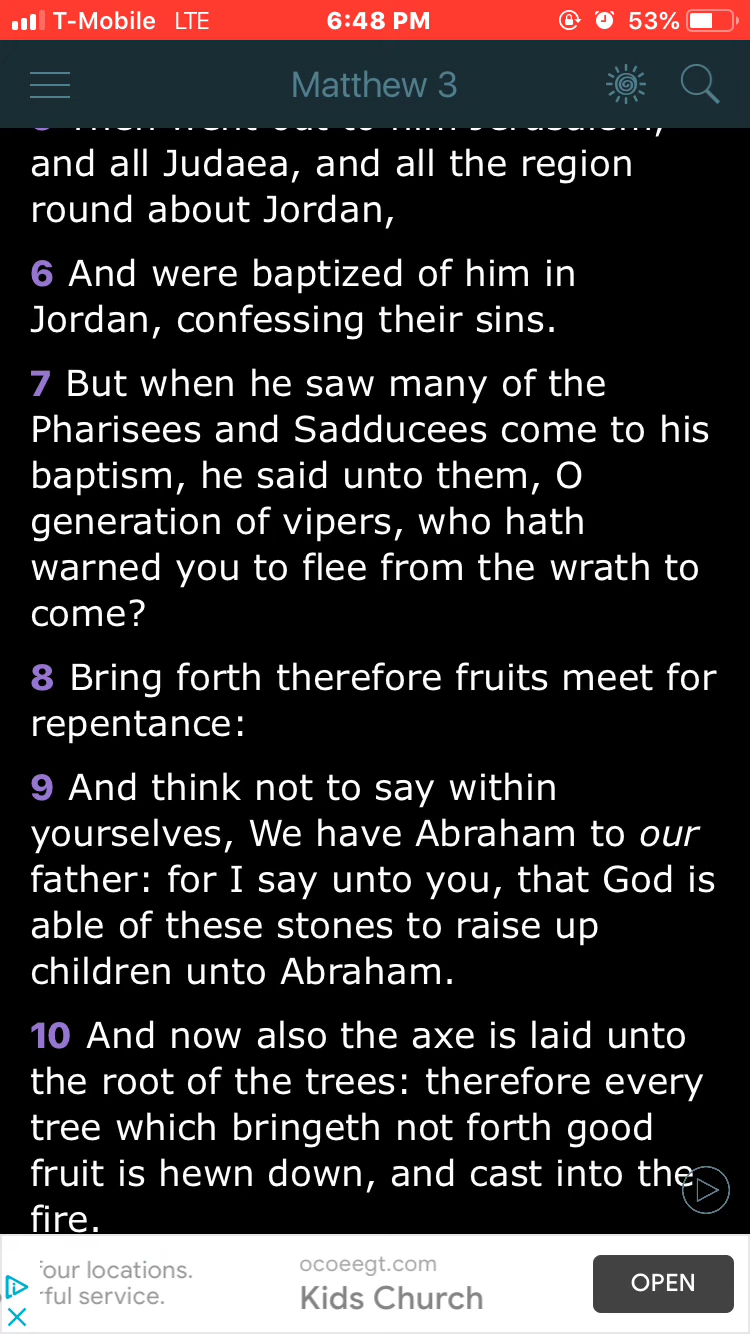 T-Mobile LTE 6:48 PM 53%
Matthew 3
Then went out to him Jerusalem,
and all Judaea, and all the region
round about Jordan,
6 And were baptized of him in
Jordan, confessing their sins.
7 But when he saw many of the
Pharisees and Sadducees come to his
baptism, he said unto them, O
generation of vipers, who hath
warned you to flee from the wrath to
come?
8 Bring forth therefore fruits meet for
repentance:
9 And think not to say within
yourselves, We have Abraham to our
father: for I say unto you, that God is
able of these stones to raise up
children unto Abraham.
10 And now also the axe is laid unto
the root of the trees: therefore every
tree which bringeth not forth good
fruit is hewn down, and cast into the
fire.
our locations.
rful service.
ocoeegt.com
Kids Church
OPEN